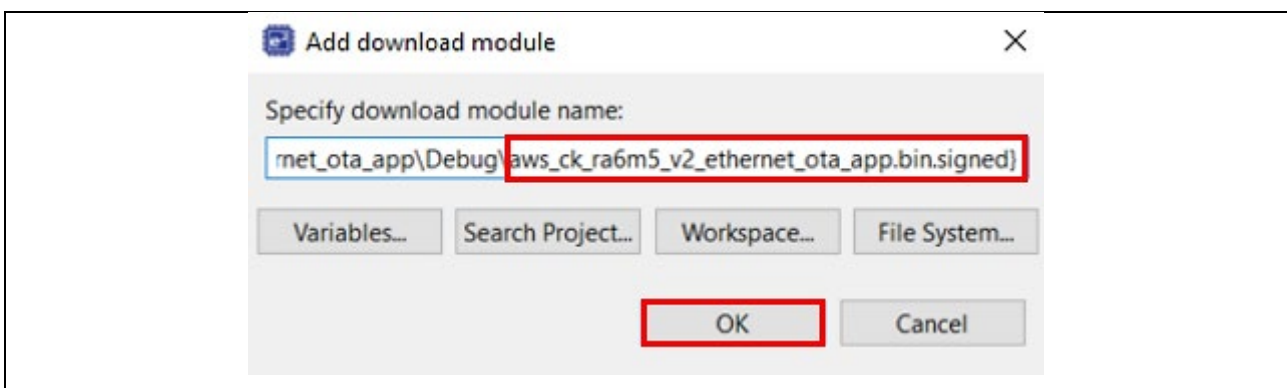 Add download module
Specify download module name:
rnet_ota_app\Debug\aws_ck_ra6m5_v2_ethernet_ota_app.bin.signed}
Variables... Search Project... Workspace... File System...
OK Cancel